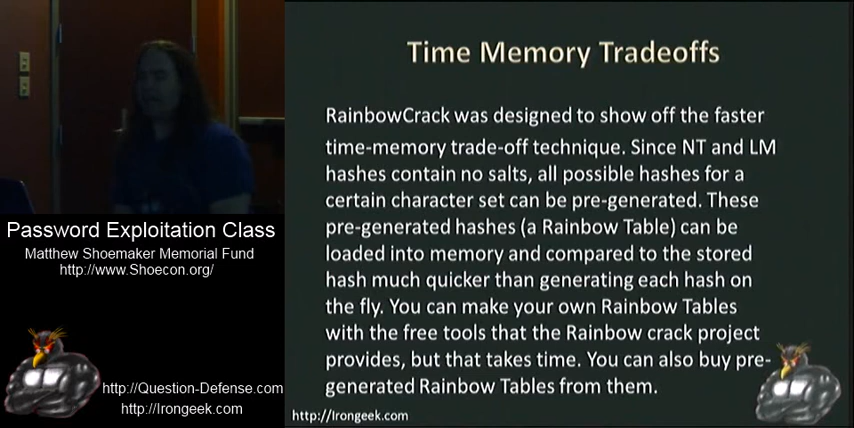 Time Memory Tradeoffs
RainbowCrack was designed to show off the faster
time-memory trade-off technique. Since NT and LM
hashes contain no salts, all possible hashes for a
certain character set can be pre-generated. These
pre-generated hashes (a Rainbow Table) can be
loaded into memory and compared to the stored
hash much quicker than generating each hash on
the fly. You can make your own Rainbow Tables
with the free tools that the Rainbow crack project
provides, but that takes time. You can also buy pre-
generated Rainbow Tables from them.
http://Irongeek.com
Password Exploitation Class
Matthew Shoemaker Memorial Fund
http://www.Shoecon.org/
http://Question-Defense.com
http://Irongeek.com